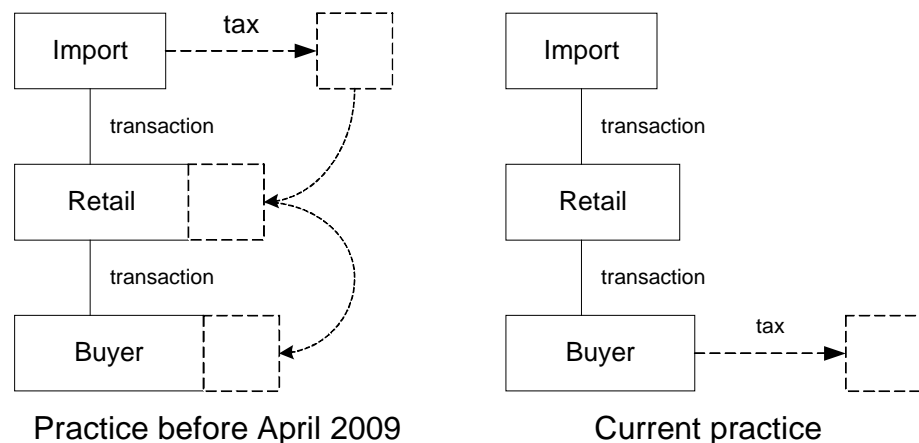 Import
tax
transaction
Retail
transaction
Buyer
Practice before April 2009
Import
transaction
Retail
transaction
Buyer
tax
Current practice